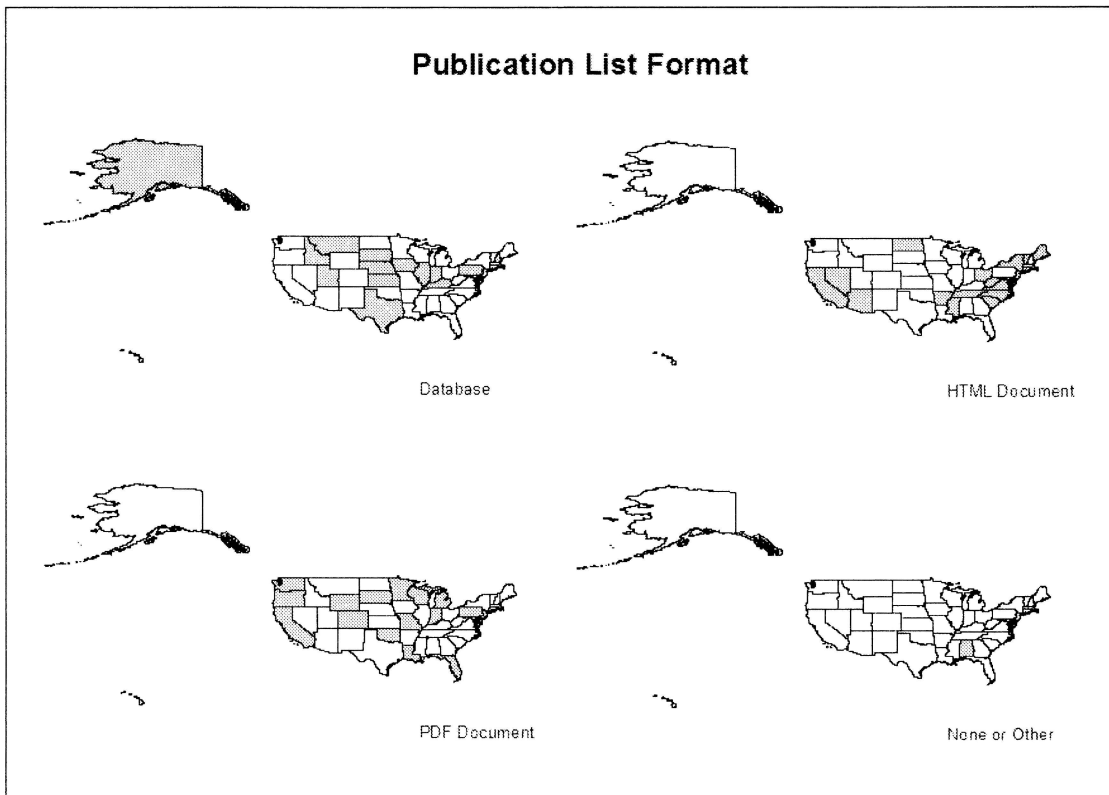 Publication List Format
Database
HTML Document
PDF Document
None or Other